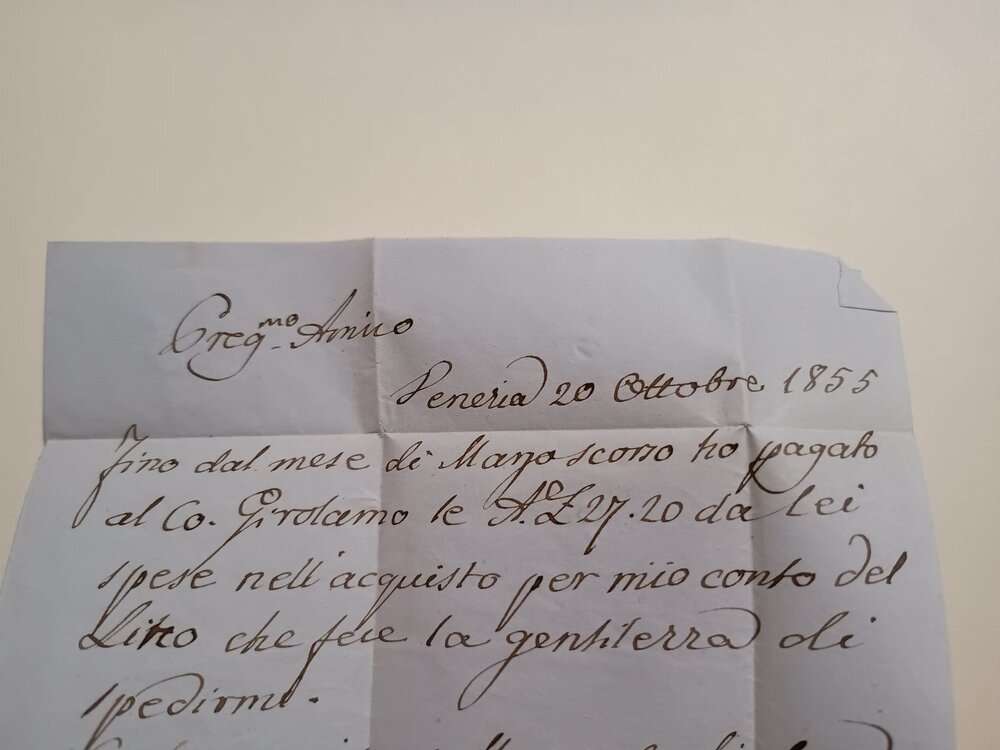 Preg.mo Amico
Venezia 20 Ottobre 1855
Fino dal mese di Marzo scorso ho pagato
al Co. Girolamo le A.L 27.20 da lei
spese nell'acquisto per mio conto del
che fece la gentilezza di
spedirmi.